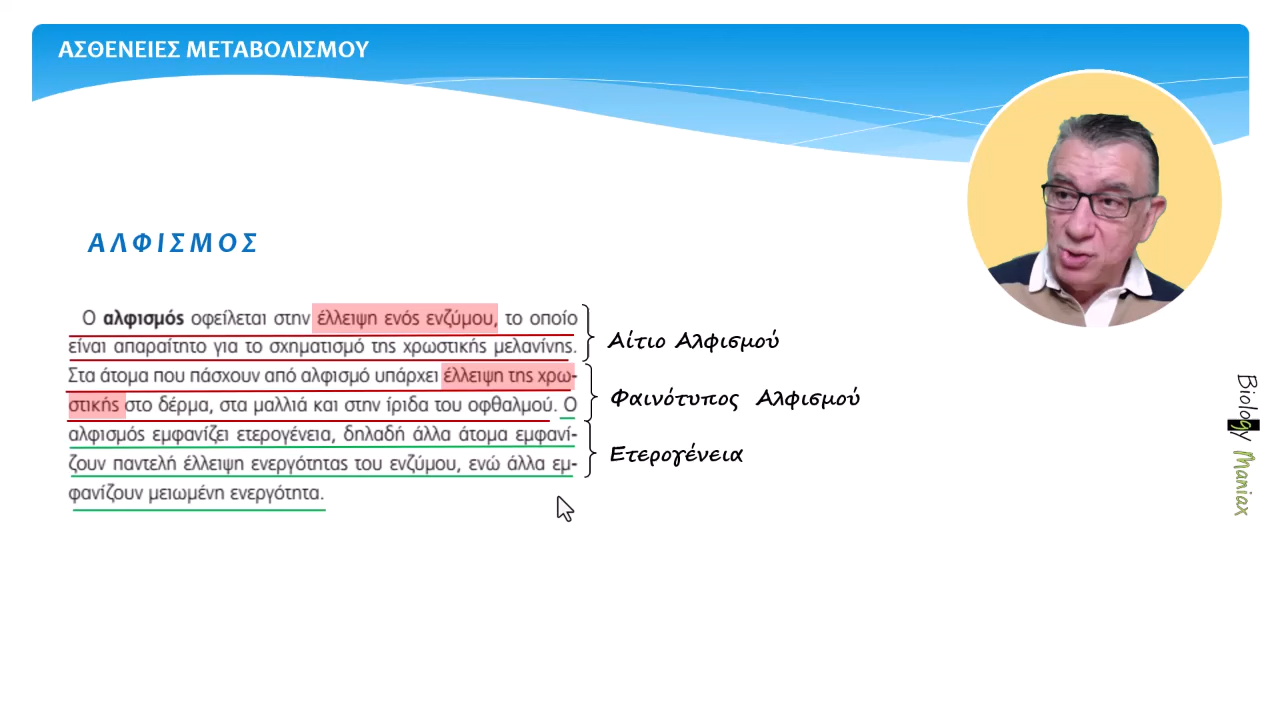 ΑΣΘΕΝΕΙΕΣ ΜΕΤΑΒΟΛΙΣΜΟΥ
ΑΛΦΙΣΜΟΣ
Ο αλφισμός οφείλεται στην έλλειψη ενός ενζύμου, το οποίο
είναι απαραίτητο για το σχηματισμό της χρωστικής μελανίνης.
Στα άτομα που πάσχουν από αλφισμό υπάρχει έλλειψη της χρω-
στικής στο δέρμα, στα μαλλιά και στην ίριδα του οφθαλμού. Ο
αλφισμός εμφανίζει ετερογένεια, δηλαδή άλλα άτομα εμφανί-
ζουν παντελή έλλειψη ενεργότητας του ενζύμου, ενώ άλλα εμ-
φανίζουν μειωμένη ενεργότητα.
Αίτιο Αλφισμού
Φαινότυπος Αλφισμού
Ετερογένεια
Biology Maniax